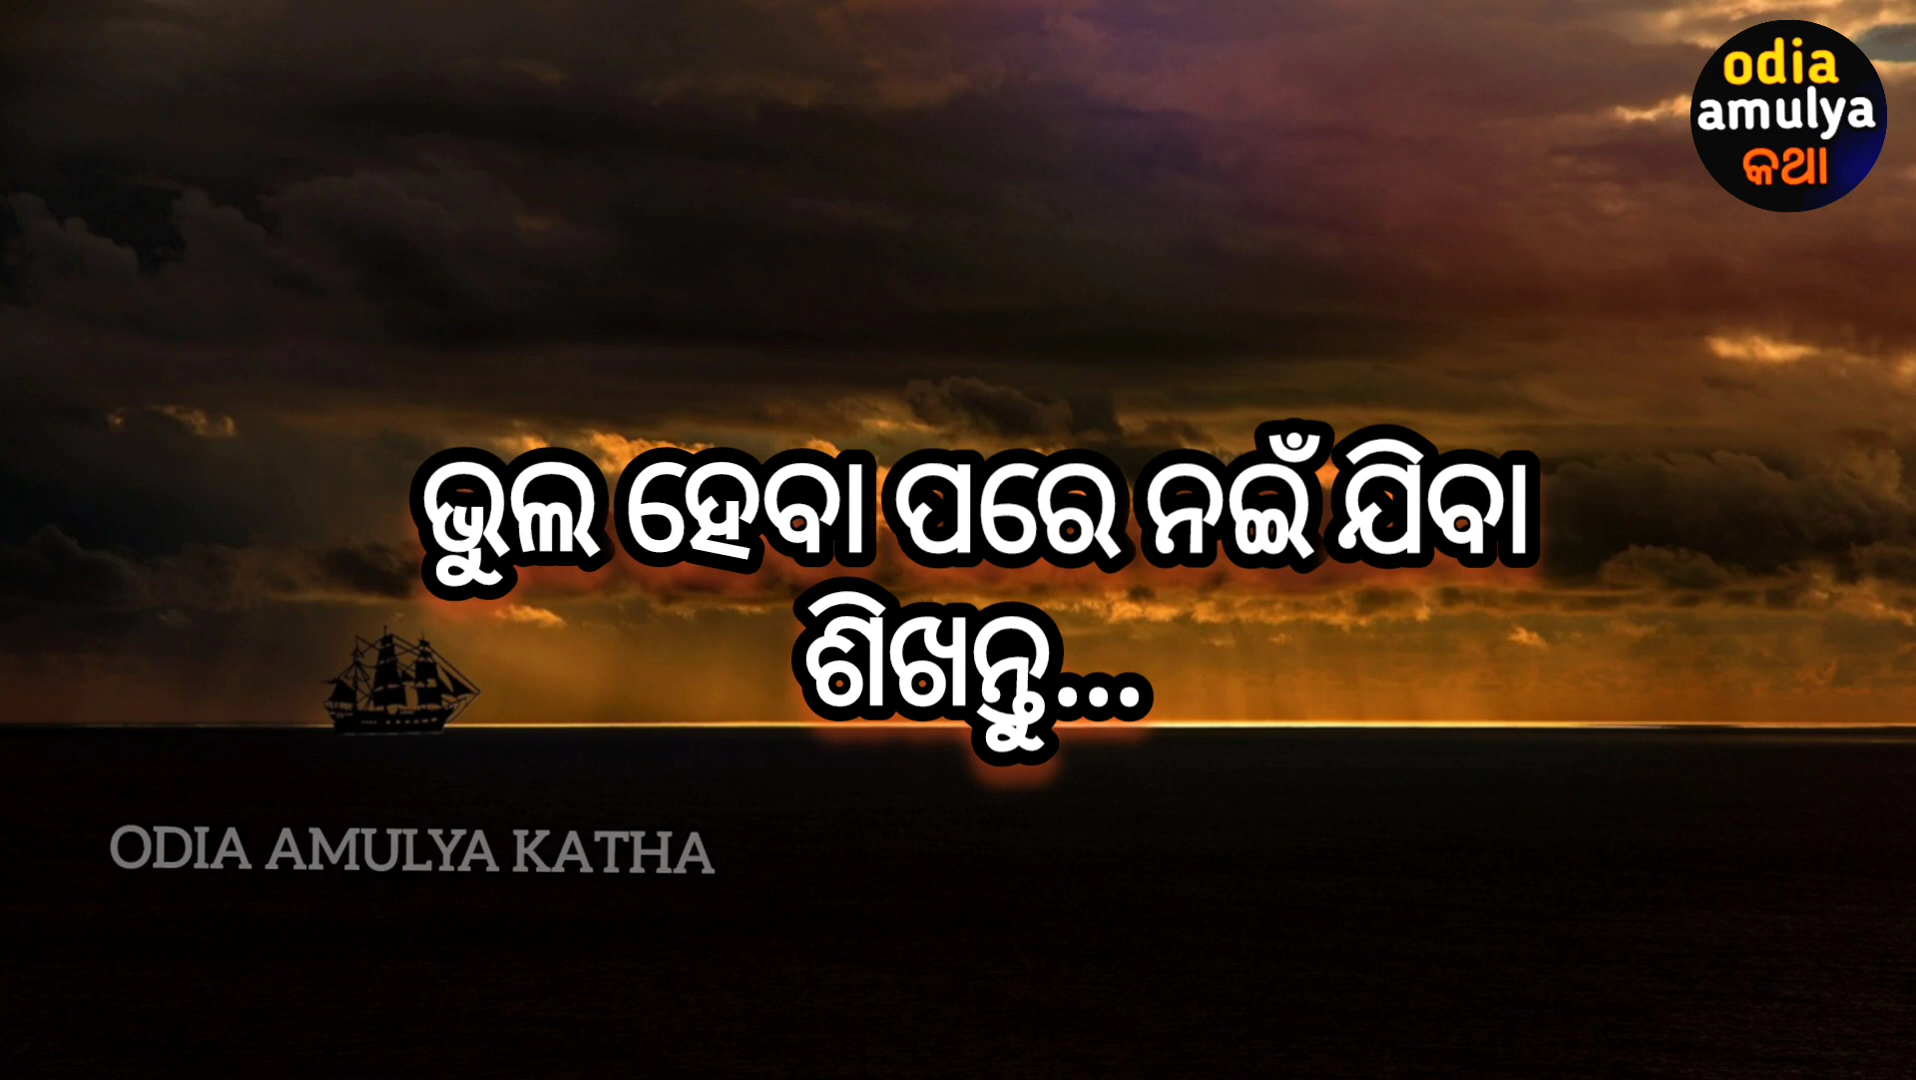 odia
amulya
କଥା
ଭୁଲ ହେବା ପରେ ନଇଁ ଯିବା
ଶିଖନ୍ତୁ...
ODIA AMULYA KATHA